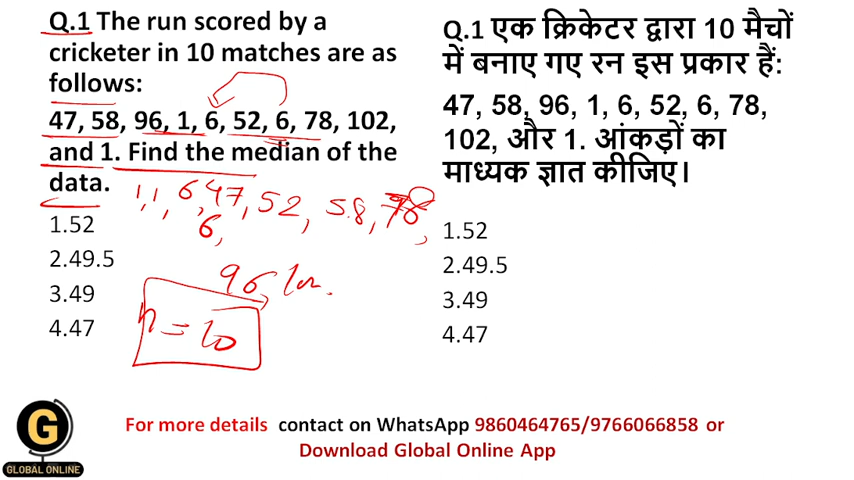 Q.1 The run scored by a
cricketer in 10 matches are as
follows:
47, 58, 96, 1, 6, 52, 6, 78, 102,
and 1. Find the median of the
data.
1, 1, 6, 47, 52, 58, 78,
6,
96,
n = 10
1.52
2.49.5
3.49
4.47
Q.1 एक क्रिकेटर द्वारा 10 मैचों
में बनाए गए रन इस प्रकार हैं:
47, 58, 96, 1, 6, 52, 6, 78,
102, और 1. आंकड़ों का
माध्यक ज्ञात कीजिए।
1.52
2.49.5
3.49
4.47
For more details contact on WhatsApp 9860464765/9766066858 or
Download Global Online App
G
GLOBAL ONLINE